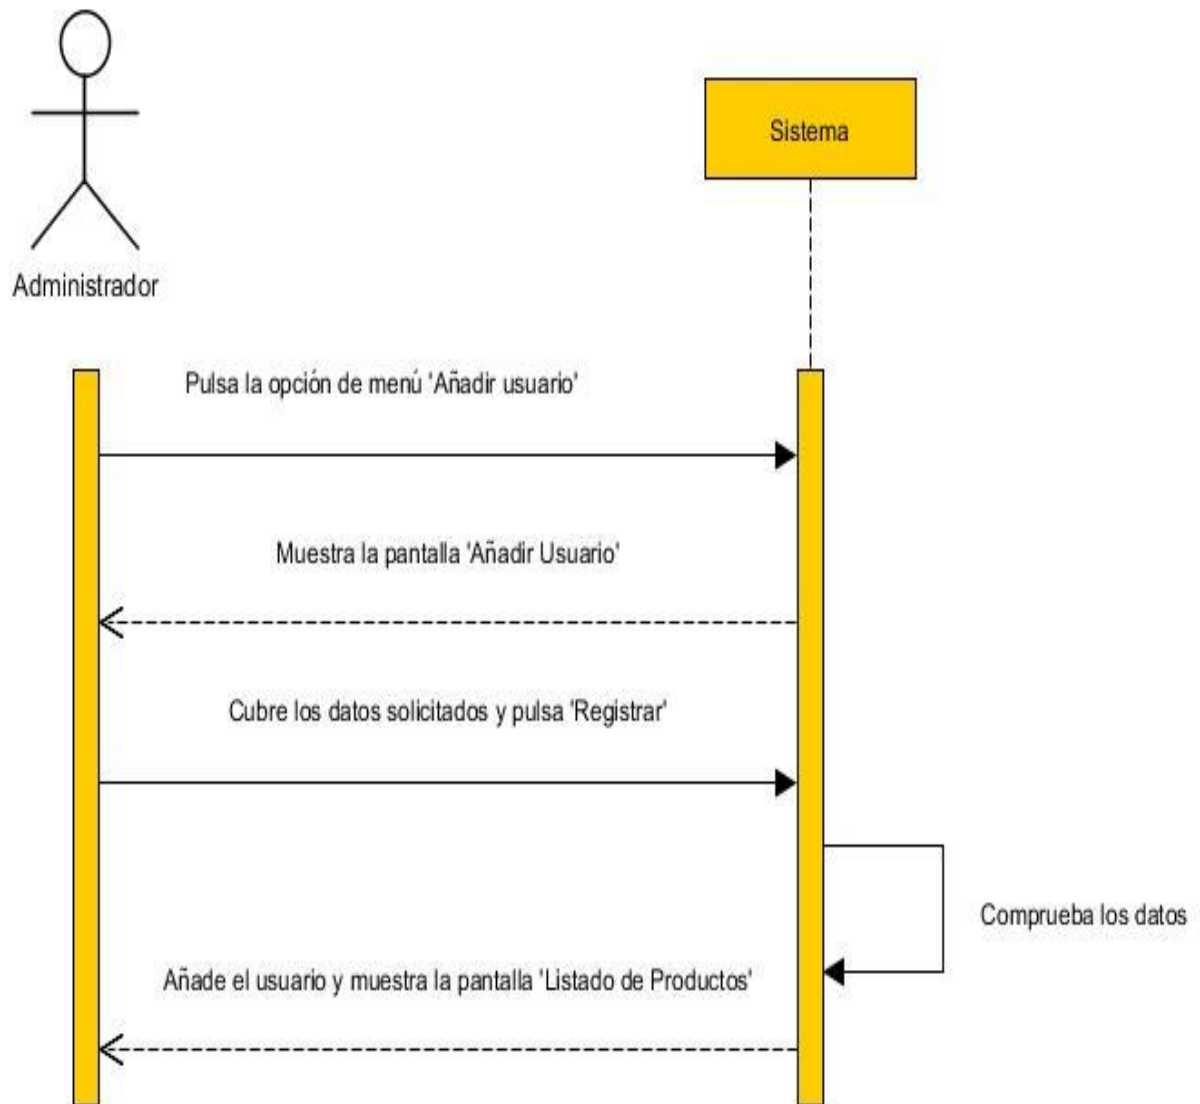 Sistema
Administrador
Pulsa la opción de menú 'Añadir usuario'
Muestra la pantalla 'Añadir Usuario'
Cubre los datos solicitados y pulsa 'Registrar'
Comprueba los datos
Añade el usuario y muestra la pantalla 'Listado de Productos'